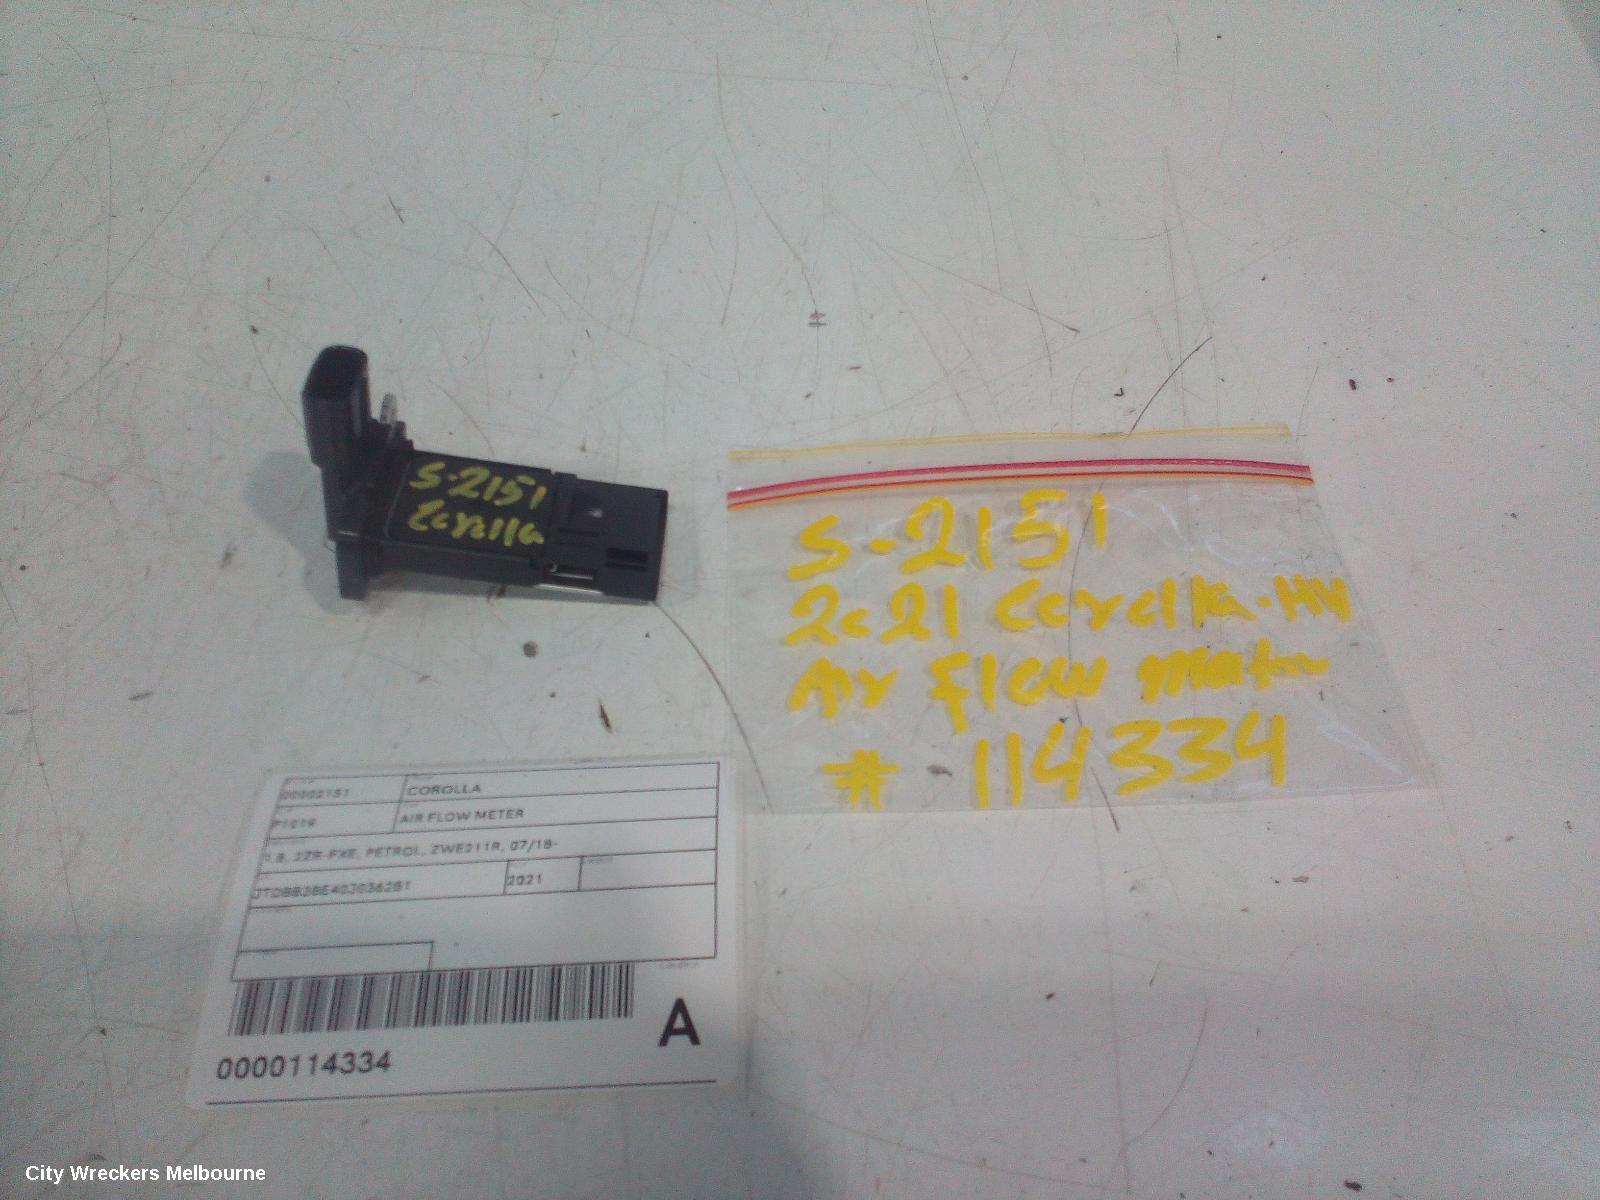 S-2151
Corolla
S-2151
2021 Corolla-HV
Air Flow meter
# 114334
00002151 COROLLA
P1019 AIR FLOW METER
1.8, 2ZR-FXE, PETROL, ZWE211R, 07/18-
2021
A
0000114334
City Wreckers Melbourne